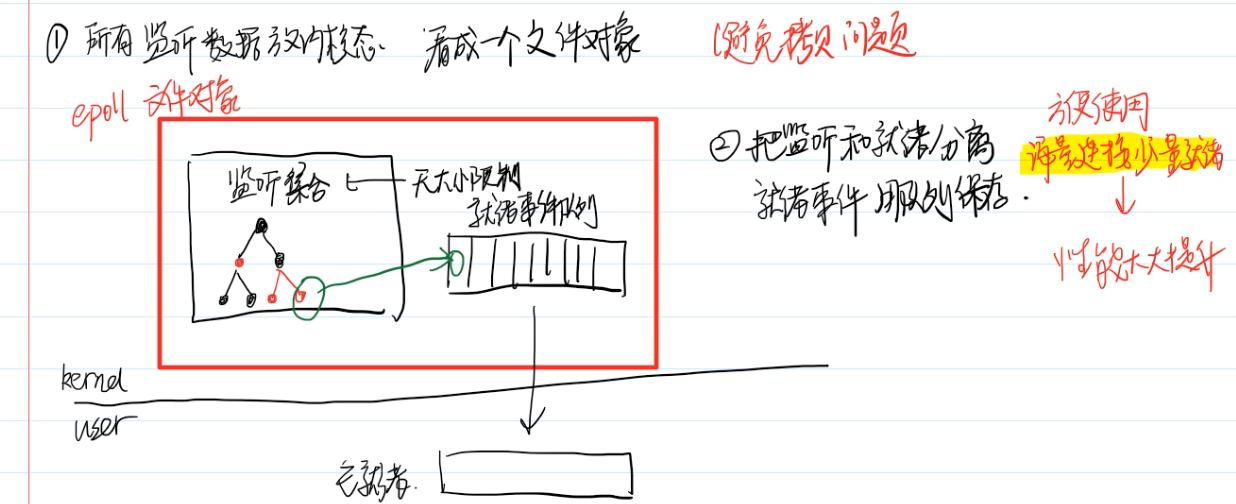 ① 所有监听数据放内核态. 看成一个文件对象 避免拷贝问题
epoll 文件对象
方便使用
② 把监听和就绪分离
海量连接少量就绪
就绪事件用队列保存.
监听集合
无大小限制
就绪事件队列
性能大大提升
kernel
user
已就绪.